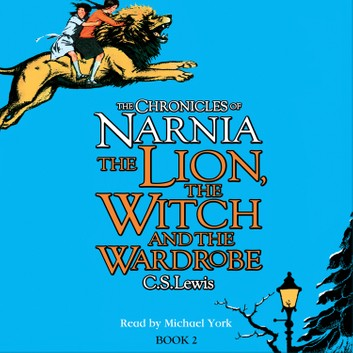 THE CHRONICLES OF
NARNIA
THE LION,
THE
WITCH
AND THE
WARDROBE
C.S.Lewis
Read by Michael York
BOOK 2